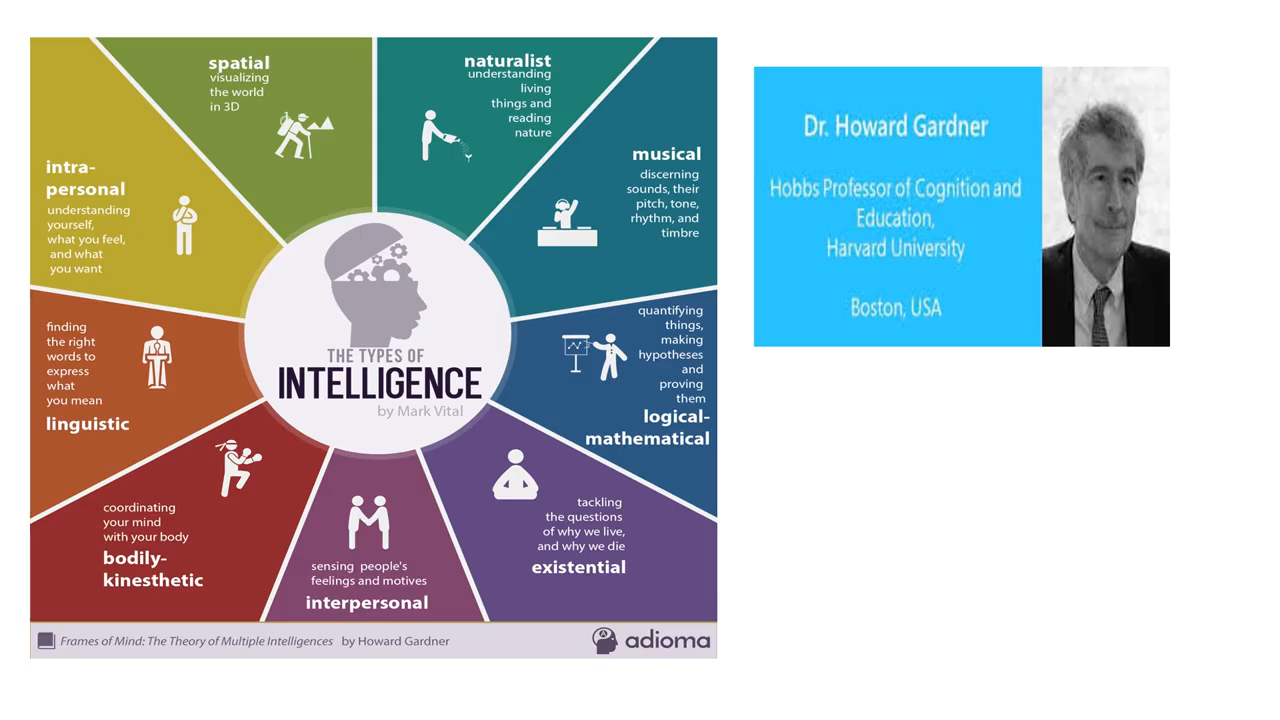 spatial
visualizing
the world
in 3D
naturalist
understanding
living
things and
reading
nature
musical
discerning
sounds, their
pitch, tone,
rhythm, and
timbre
quantifying
things,
making
hypotheses
and
proving
them
logical-
mathematical
tackling
the questions
of why we live,
and why we die
existential
sensing people's
feelings and motives
interpersonal
coordinating
your mind
with your body
bodily-
kinesthetic
finding
the right
words to
express
what
you mean
linguistic
intra-
personal
understanding
yourself,
what you feel,
and what
you want
THE TYPES OF
INTELLIGENCE
by Mark Vital
Frames of Mind: The Theory of Multiple Intelligences by Howard Gardner
adioma
Dr. Howard Gardner
Hobbs Professor of Cognition and
Education,
Harvard University
Boston, USA